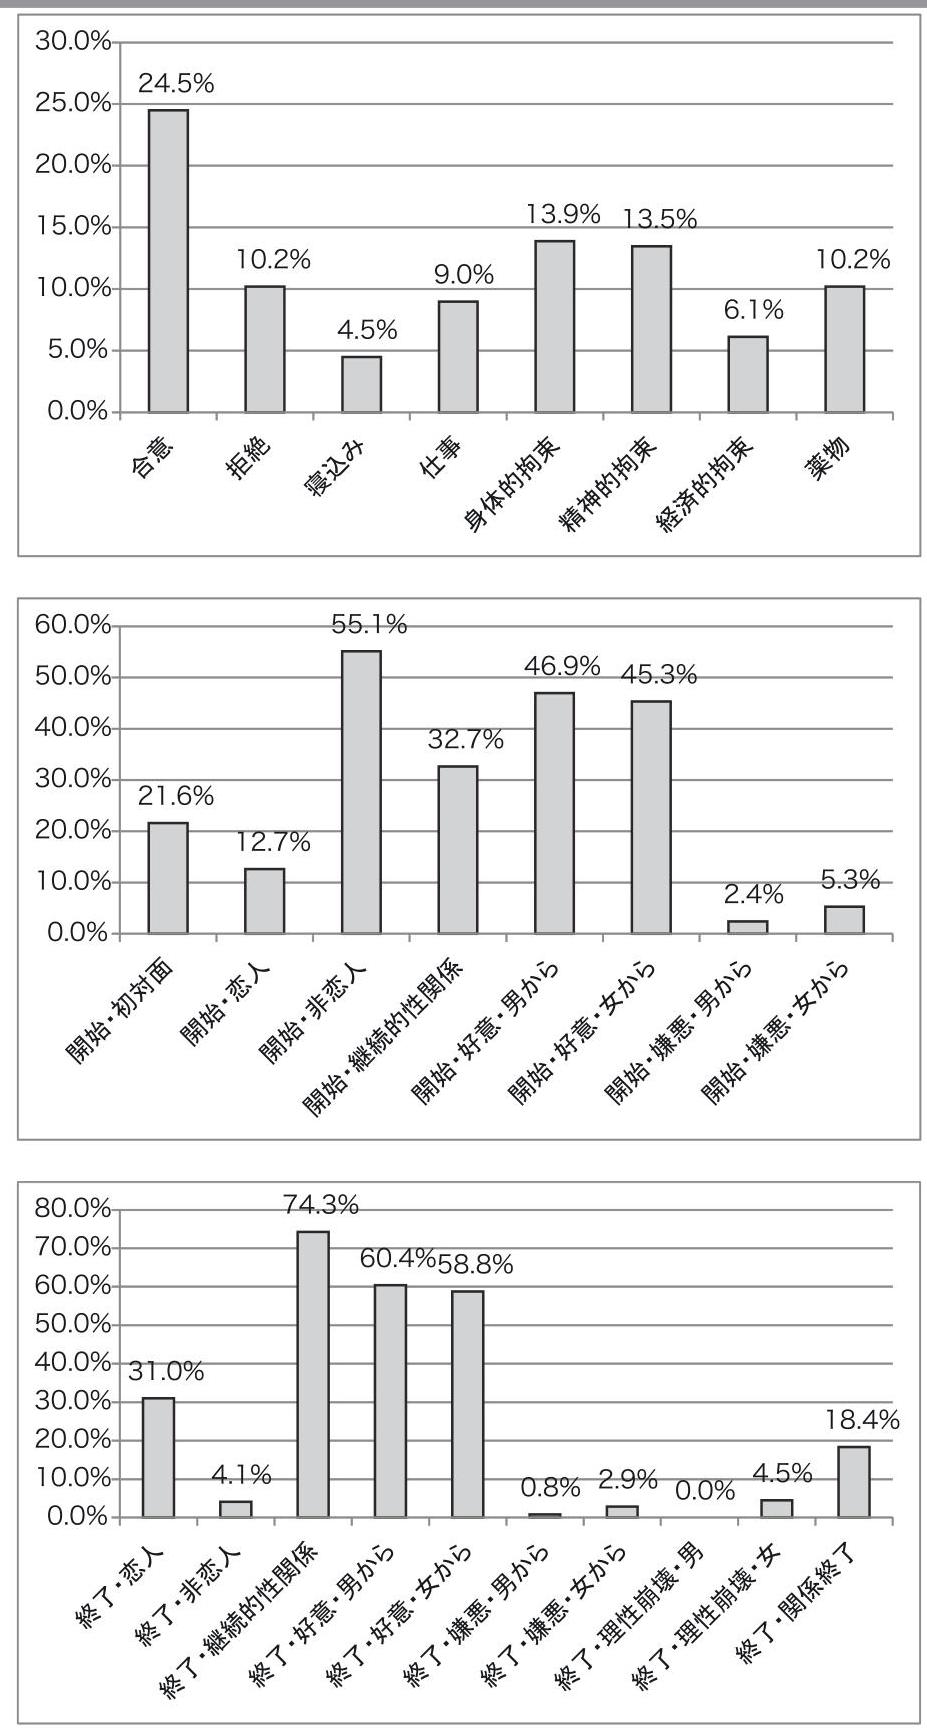 30.0%
25.0%
20.0%
15.0%
10.0%
5.0%
0.0%
24.5%
10.2%
4.5%
9.0%
13.9%
13.5%
6.1%
10.2%
合意
拒絶
寝込み
仕事
身体的拘束
精神的拘束
経済的拘束
薬物
60.0%
50.0%
40.0%
30.0%
20.0%
10.0%
0.0%
21.6%
12.7%
55.1%
32.7%
46.9%
45.3%
2.4%
5.3%
開始・初対面
開始・恋人
開始・非恋人
開始・継続的性関係
開始・好意・男から
開始・好意・女から
開始・嫌悪・男から
開始・嫌悪・女から
80.0%
70.0%
60.0%
50.0%
40.0%
30.0%
20.0%
10.0%
0.0%
31.0%
4.1%
74.3%
60.4%
58.8%
0.8%
2.9%
0.0%
4.5%
18.4%
終了・恋人
終了・非恋人
終了・継続的性関係
終了・好意・男から
終了・好意・女から
終了・嫌悪・男から
終了・嫌悪・女から
終了・理性崩壊・男
終了・理性崩壊・女
終了・関係終了